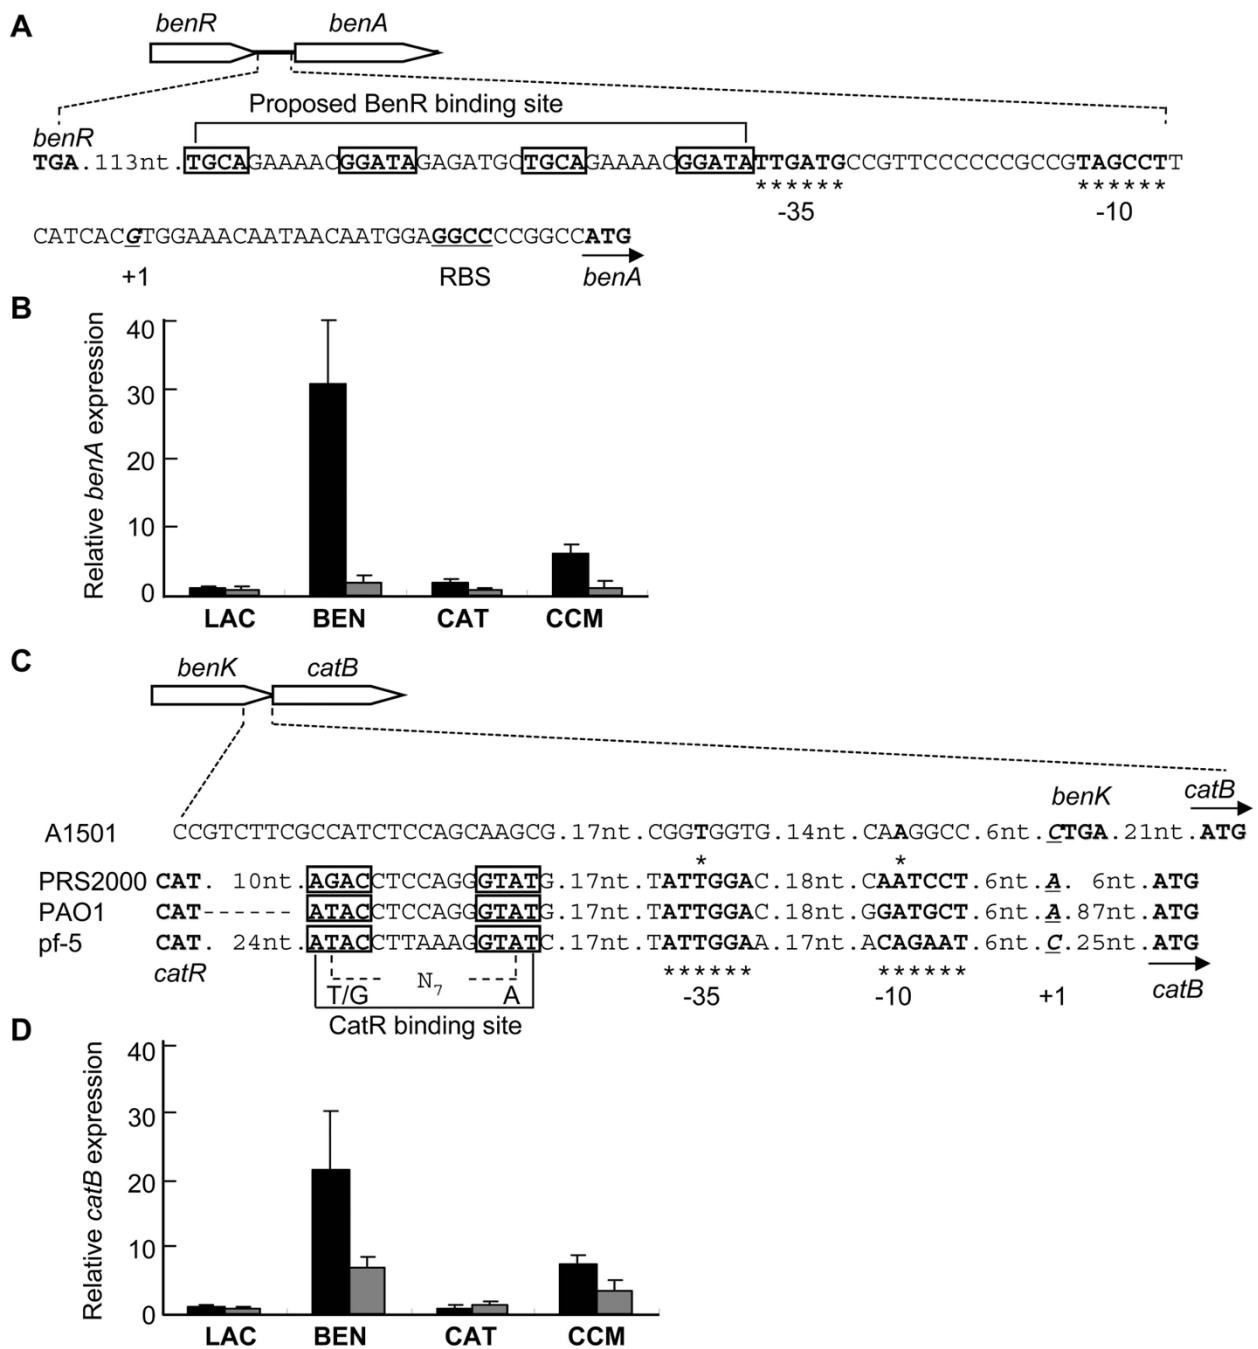 A
benR benA
Proposed BenR binding site
benR
TGA.113nt.TGCAGAAAACGGATAGAGATGCTGCAGAAAACGGATATTGATGCCGTTCCCCCCGCCGTAGCCTT
****** ******
-35 -10
CATCACGTGGAAACAATAACAATGGAGGCCCCGGCCATG
+1 RBS benA
B
Relative benA expression
40
30
20
10
0
LAC BEN CAT CCM
C
benK catB
benK catB
A1501 CCGTCTTCGCCATCTCCAGCAAGCG.17nt.CGGTGGTG.14nt.CAAGGCC.6nt.CTGA.21nt.ATG
* *
PRS2000 CAT. 10nt.AGACCTCCAGGGTATG.17nt.TATTGGAC.18nt.CAATCCT.6nt.A. 6nt.ATG
PAO1 CAT------ATACCTCCAGGGTATG.17nt.TATTGGAC.18nt.GGATGCT.6nt.A.87nt.ATG
pf-5 CAT. 24nt.ATACCTTAAAGGTATC.17nt.TATTGGAA.17nt.ACAGAAT.6nt.C.25nt.ATG
catR T/G N7 A ****** ****** catB
CatR binding site -35 -10 +1
D
Relative catB expression
40
30
20
10
0
LAC BEN CAT CCM